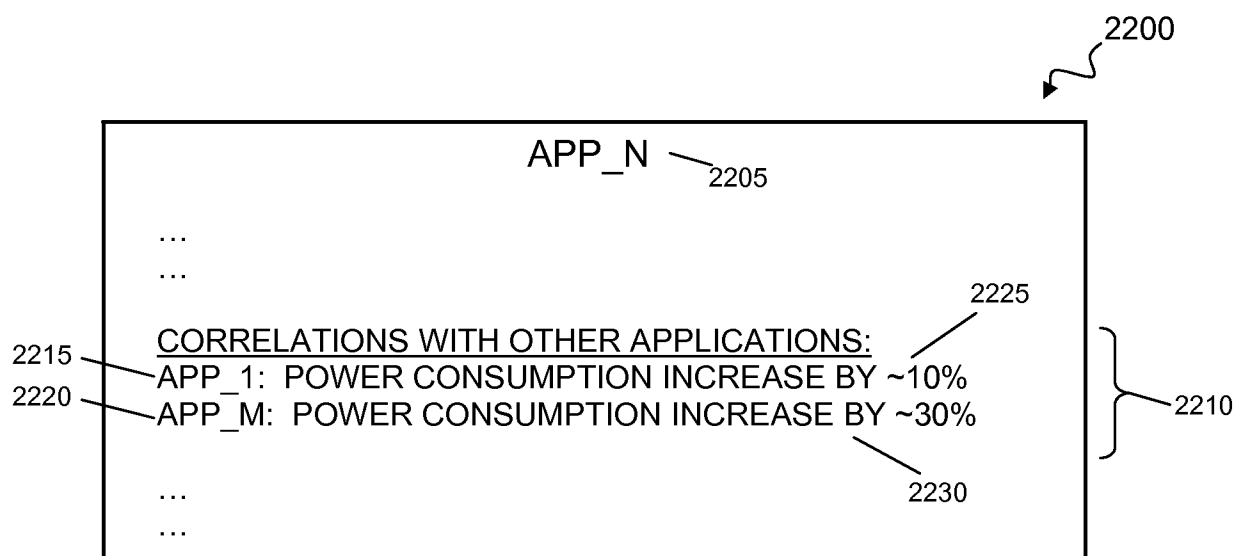 2200
APP_N
2205
...
...
2225
CORRELATIONS WITH OTHER APPLICATIONS:
2215
APP_1: POWER CONSUMPTION INCREASE BY ~10%
2220
APP_M: POWER CONSUMPTION INCREASE BY ~30%
2210
2230
...
...